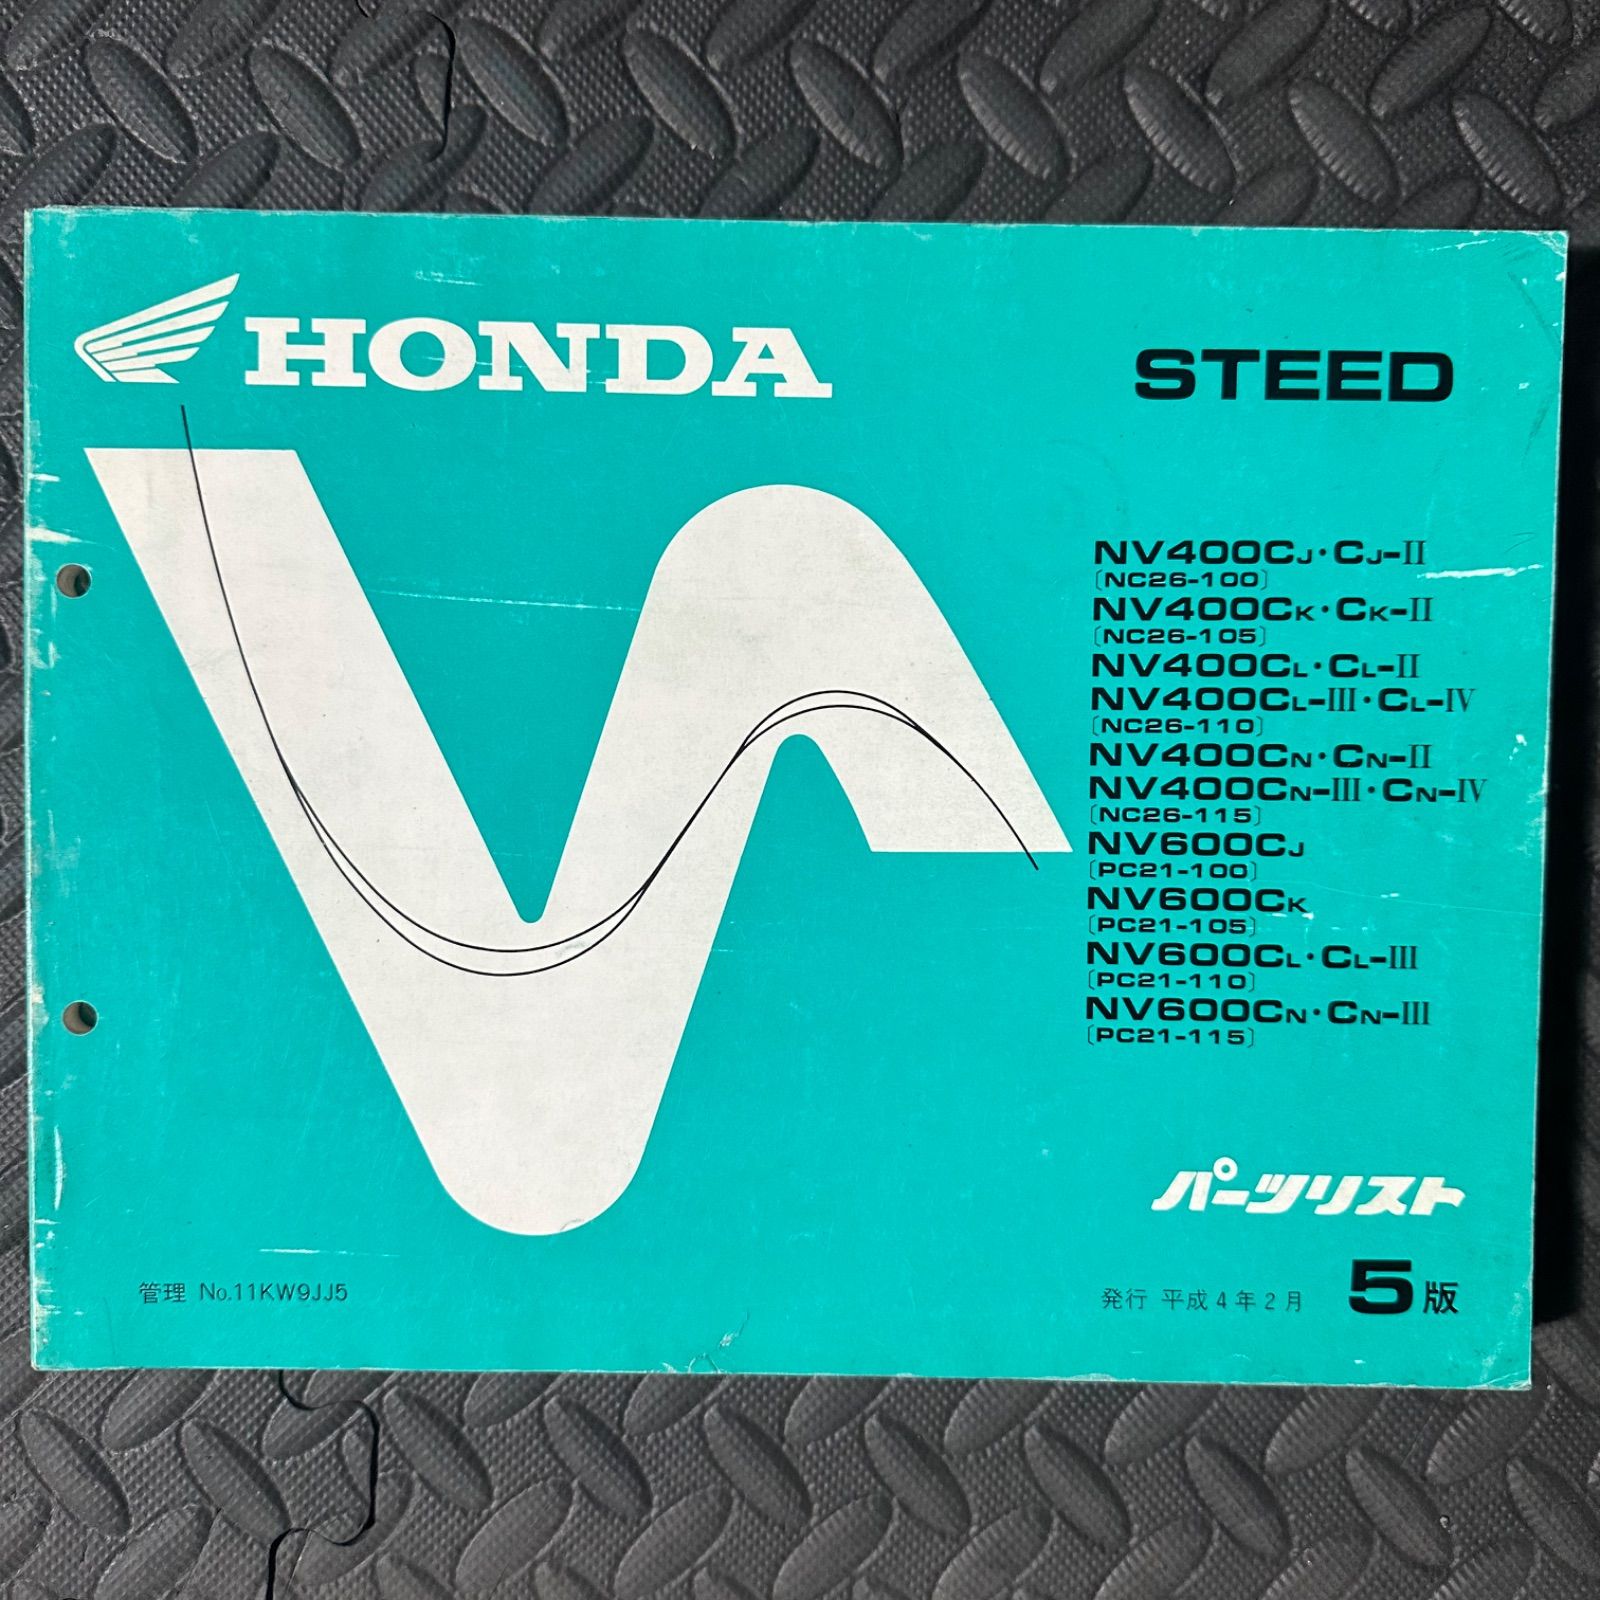 HONDA
STEED
NV400CJ・CJ-II
〔NC26-100〕
NV400CK・CK-II
〔NC26-105〕
NV400CL・CL-II
NV400CL-III・CL-IV
〔NC26-110〕
NV400CN・CN-II
NV400CN-III・CN-IV
〔NC26-115〕
NV600CJ
〔PC21-100〕
NV600CK
〔PC21-105〕
NV600CL・CL-III
〔PC21-110〕
NV600CN・CN-III
〔PC21-115〕
パーツリスト
管理 No.11KW9JJ5
発行 平成4年2月 5版